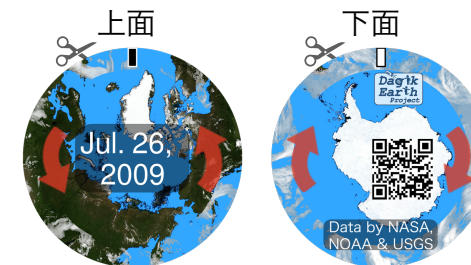 上面
下面
Jul. 26,
2009
Dagik
Earth
Project
Data by NASA,
NOAA & USGS